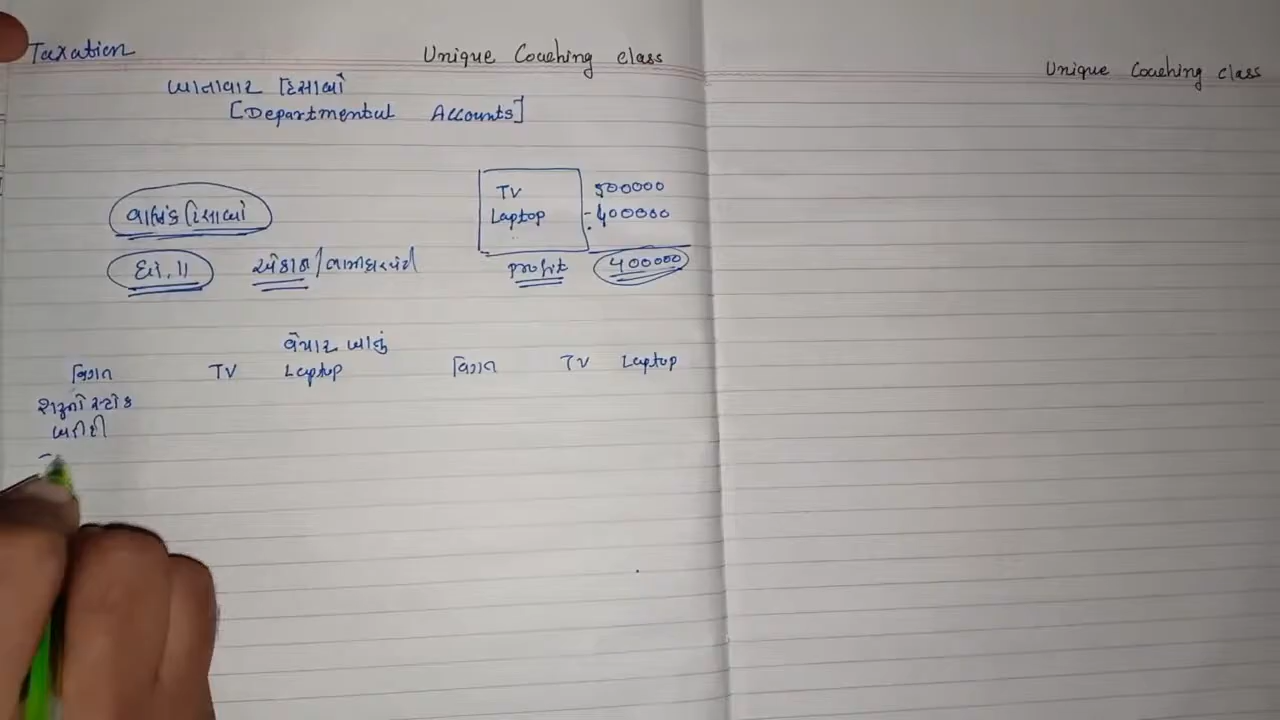 Taxation
Unique Coaching class
Unique Coaching class
ખાતાવાર હિસાબો
[Departmental Accounts]
TV 500000
Laptop -400000
profit 400000
વાર્ષિક હિસાબો
ધો. 11
વેપાર ખાતું
વિગત TV Laptop વિગત TV Laptop
શરૂનો સ્ટોક
ખરીદી